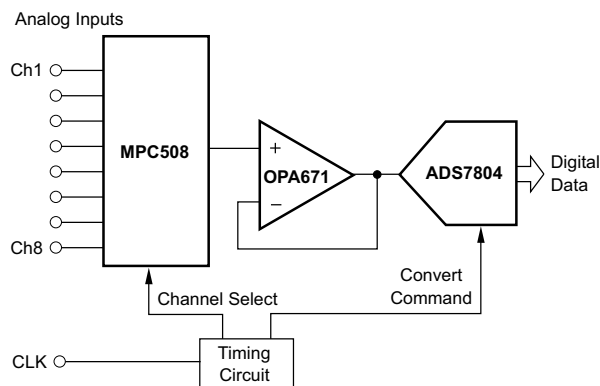 Analog Inputs
Ch1
MPC508
+
OPA671
−
ADS7804
Digital
Data
Ch8
Channel Select
Convert
Command
CLK
Timing
Circuit